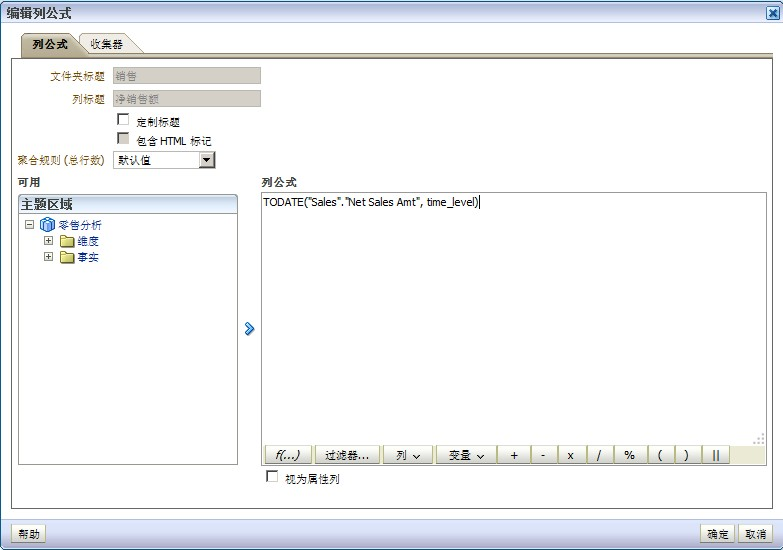 编辑列公式
列公式
收集器
文件夹标题 销售
列标题 净销售额
定制标题
包含 HTML 标记
聚合规则 (总行数) 默认值
可用
列公式
主题区域
零售分析
维度
事实
TODATE("Sales"."Net Sales Amt", time_level)
f(...) 过滤器... 列 变量 + - x / % ( ) ||
视为属性列
帮助 确定 取消